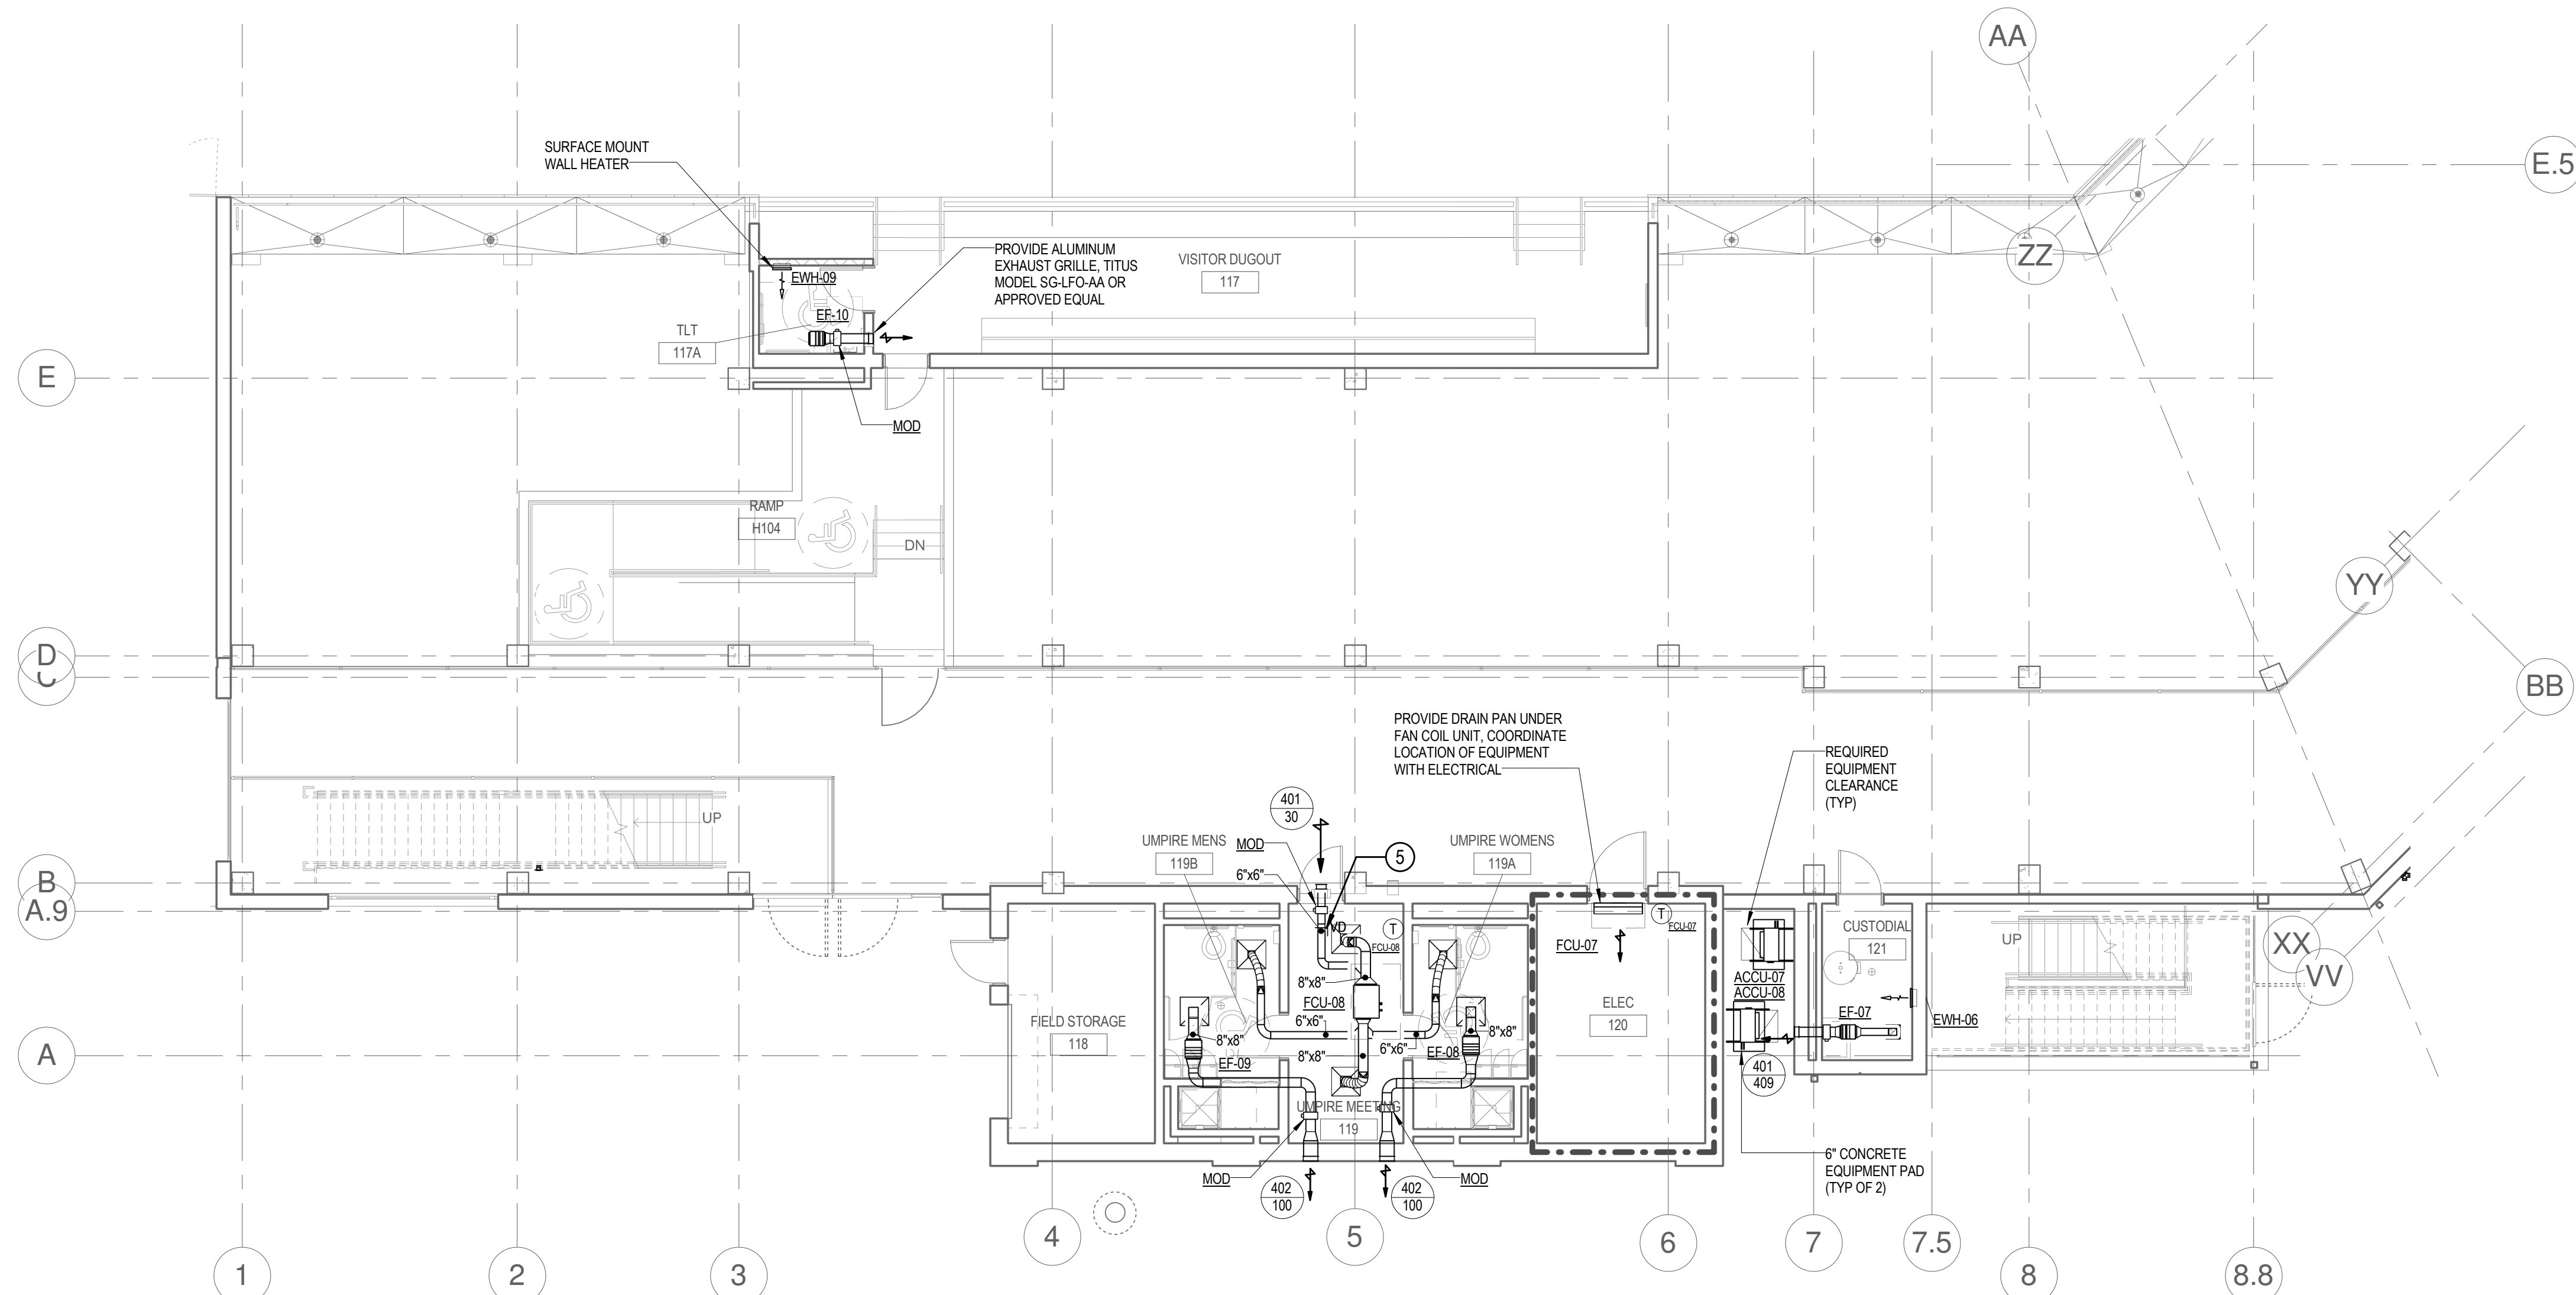 AA
E.5
SURFACE MOUNT
WALL HEATER
ZZ
EWH-09
EF-10
PROVIDE ALUMINUM
EXHAUST GRILLE, TITUS
MODEL SG-LFO-AA OR
APPROVED EQUAL
VISITOR DUGOUT
117
TLT
117A
E
MOD
RAMP
H104
DN
YY
D
C
BB
PROVIDE DRAIN PAN UNDER
FAN COIL UNIT, COORDINATE
LOCATION OF EQUIPMENT
WITH ELECTRICAL
REQUIRED
EQUIPMENT
CLEARANCE
(TYP)
UP
401
30
UMPIRE MENS
119B
MOD
5
UMPIRE WOMENS
119A
6"x6"
B
A.9
VD
T
FCU-08
T
FCU-07
FCU-07
CUSTODIAL
121
UP
XX
VV
8"x8"
FCU-08
ACCU-07
ACCU-08
FIELD STORAGE
118
6"x6"
ELEC
120
EF-07
EWH-06
8"x8"
8"x8"
6"x6"
8"x8"
A
EF-09
EF-08
401
409
UMPIRE MEETING
119
6" CONCRETE
EQUIPMENT PAD
(TYP OF 2)
MOD
402
100
402
100
MOD
1
2
3
4
5
6
7
7.5
8
8.8